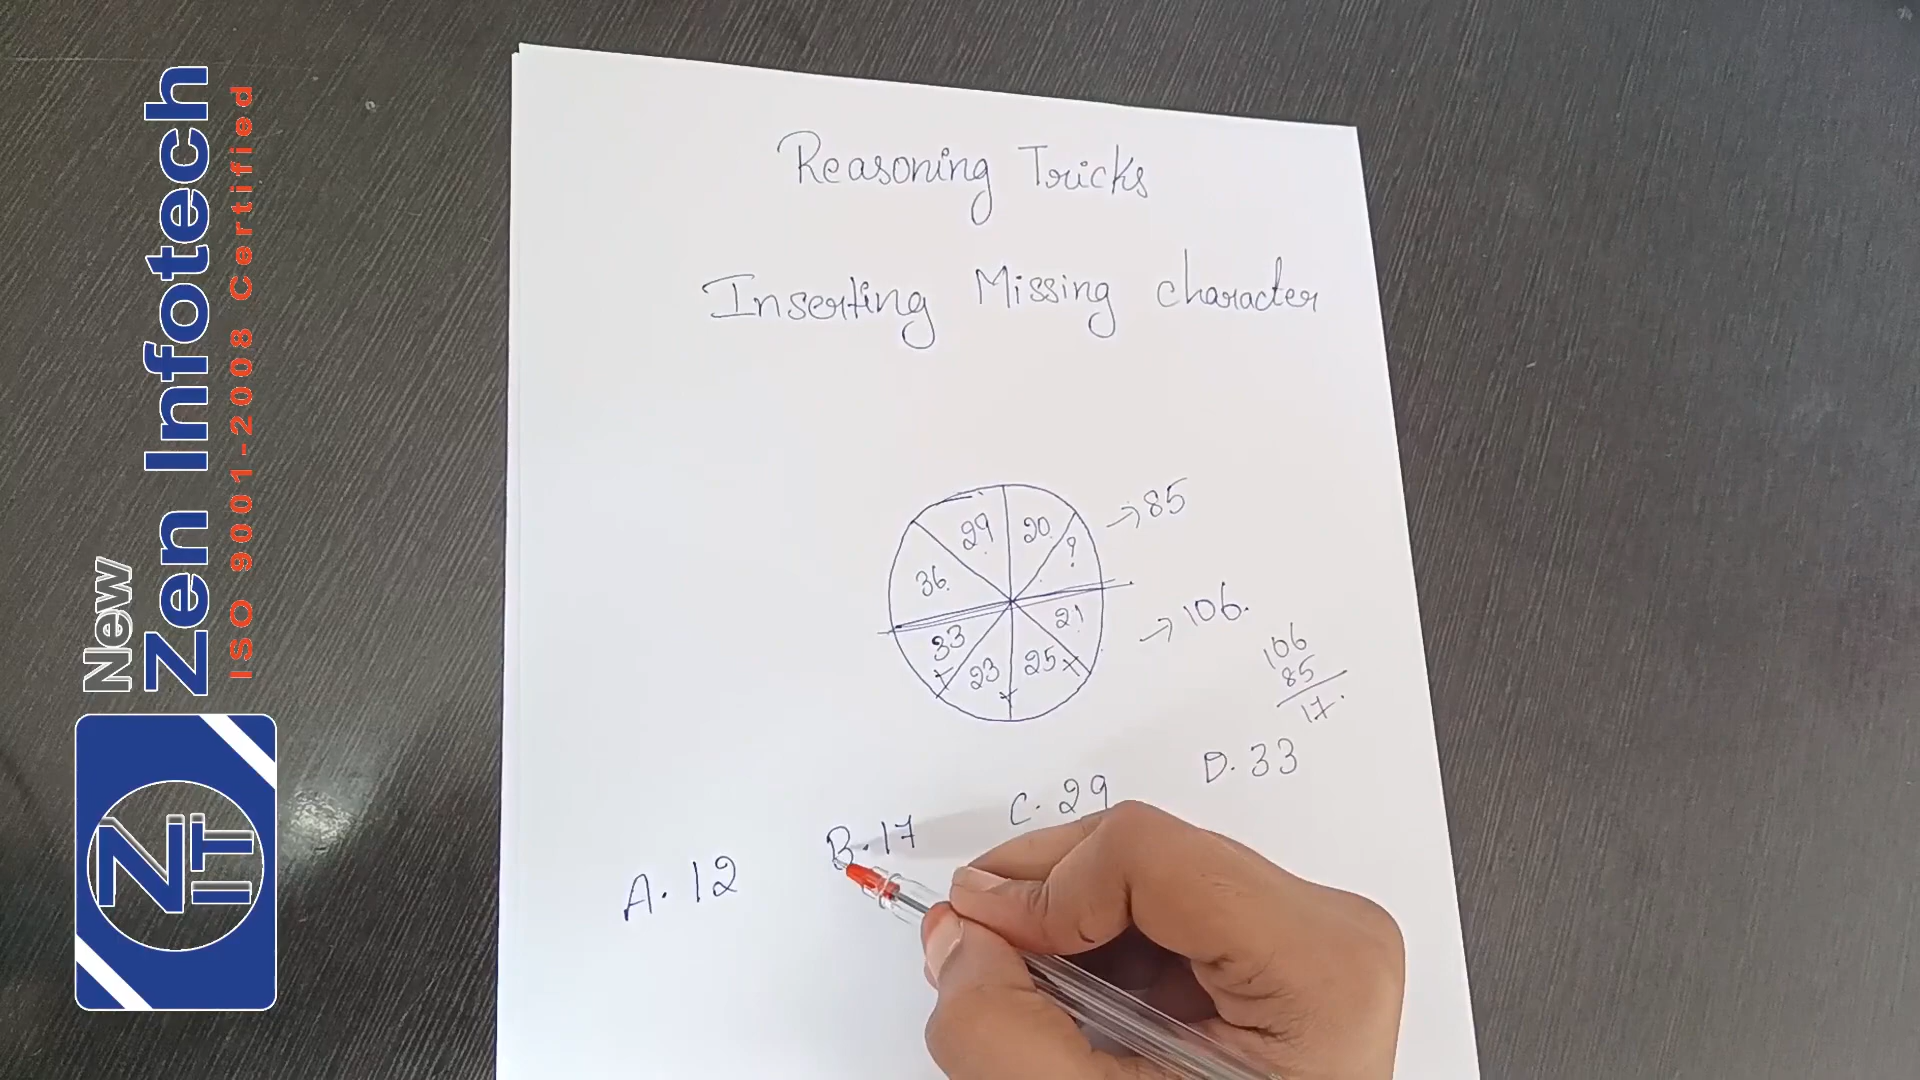 New
Zen Infotech
ISO 9001-2008 Certified
Z
IT
Reasoning Tricks
Inserting Missing character
29
20
?
36
21
33
23
25
→ 85
→ 106.
106
85
17
A. 12
B. 17
C. 29
D. 33